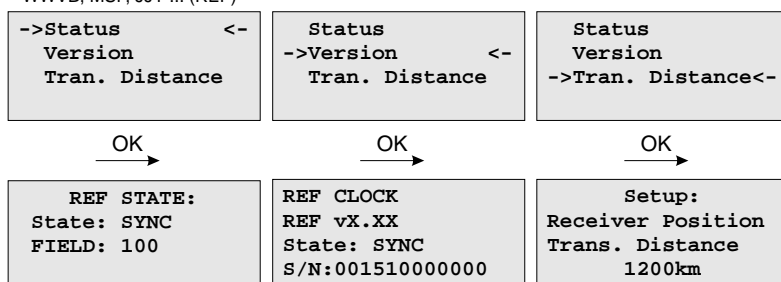 ->Status <-
Version
Tran. Distance
Status
->Version <-
Tran. Distance
Status
Version
->Tran. Distance<-
OK
OK
OK
REF STATE:
State: SYNC
FIELD: 100
REF CLOCK
REF vX.XX
State: SYNC
S/N:001510000000
Setup:
Receiver Position
Trans. Distance
1200km